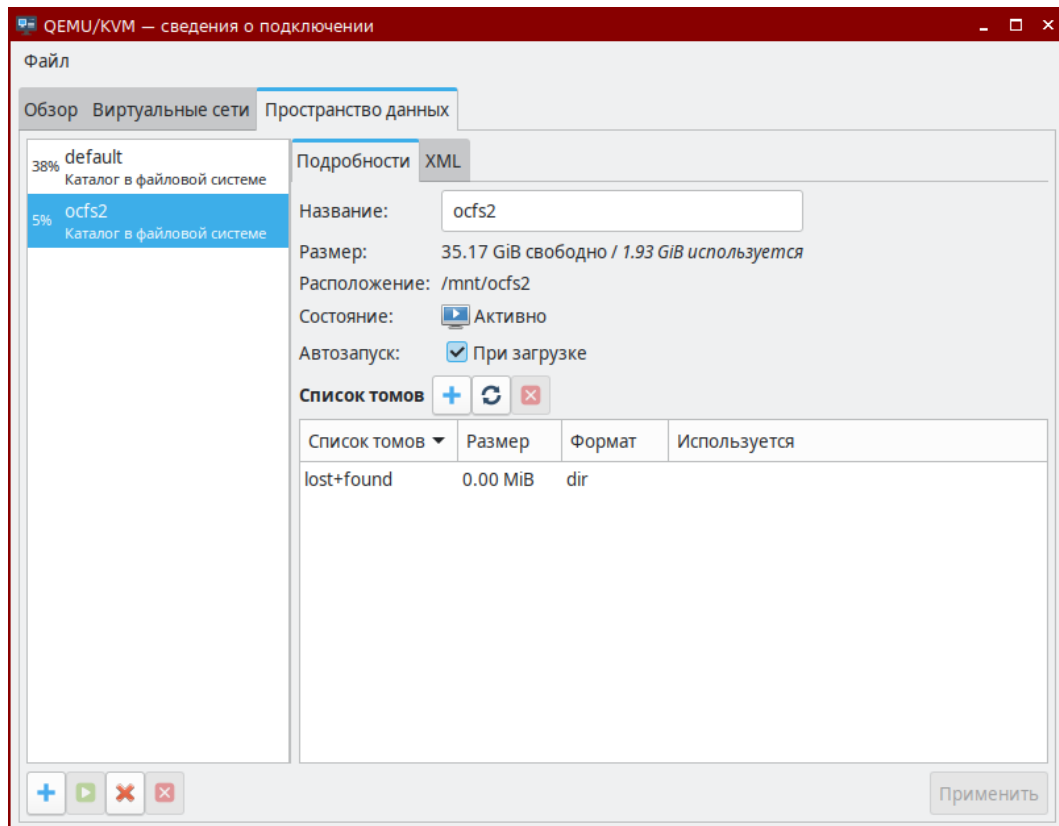 QEMU/KVM — сведения о подключении
Файл
Обзор Виртуальные сети Пространство данных
38% default
Каталог в файловой системе
5% ocfs2
Каталог в файловой системе
Подробности XML
Название: ocfs2
Размер: 35.17 GiB свободно / 1.93 GiB используется
Расположение: /mnt/ocfs2
Состояние: Активно
Автозапуск: При загрузке
Список томов
Список томов Размер Формат Используется
lost+found 0.00 MiB dir
Применить